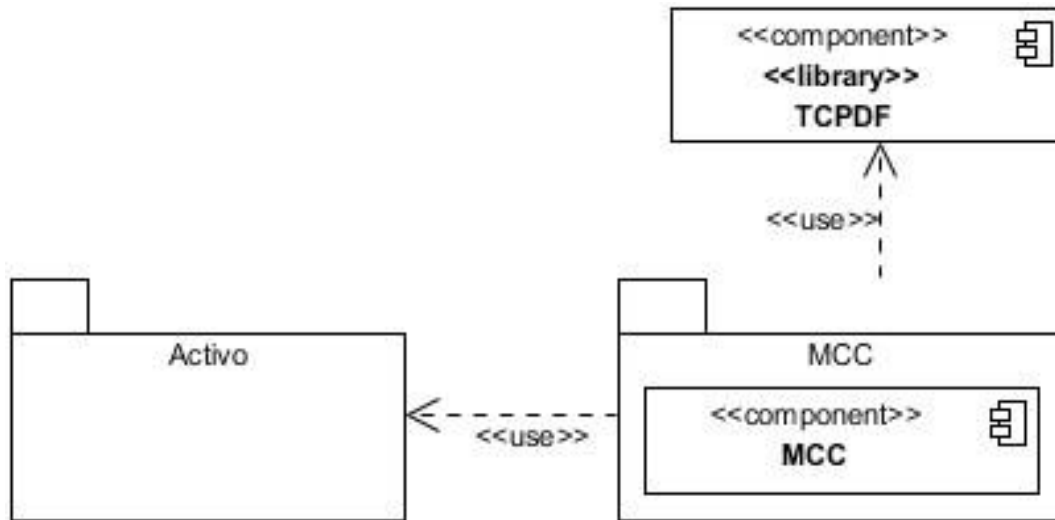 <<component>>
<<library>>
TCPDF
<<use>>
Activo
MCC
<<use>>
<<component>>
MCC